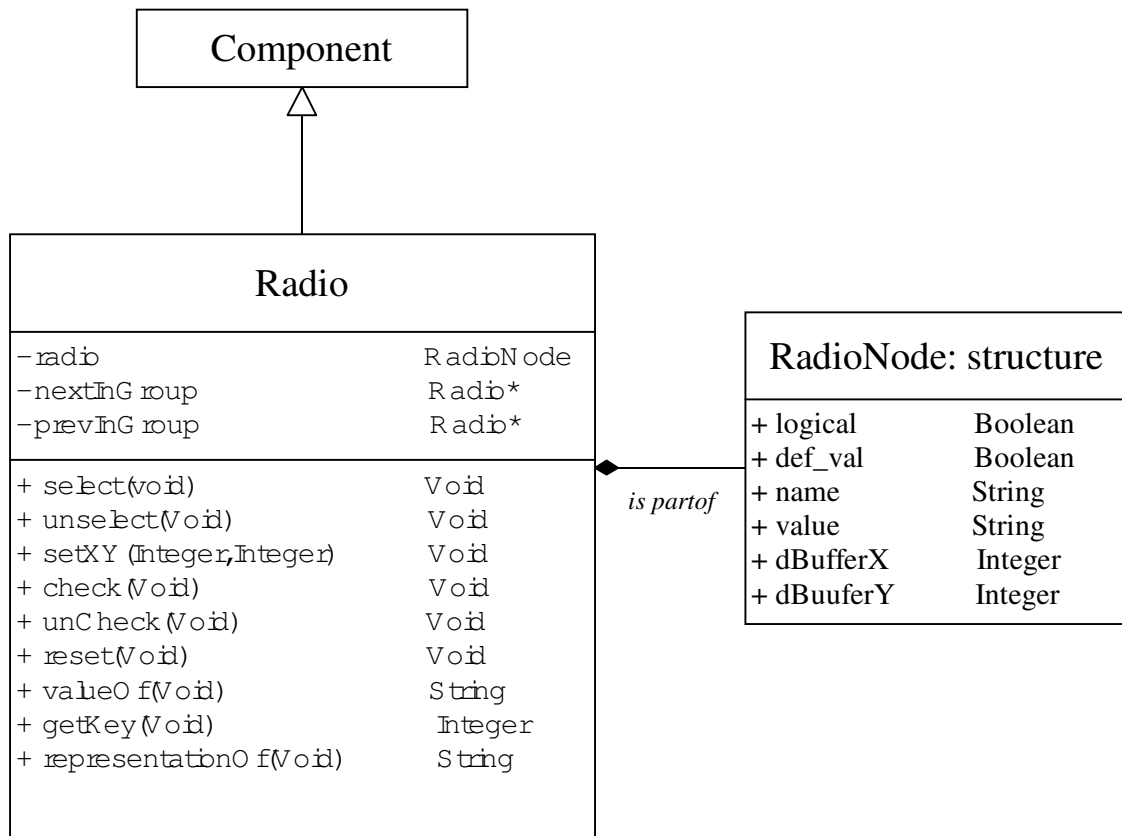 Component
Radio
-radio RadioNode
-nextInGroup Radio*
-prevInGroup Radio*
+ select(void) Void
+ unselect(Void) Void
+ setXY(Integer,Integer) Void
+ check(Void) Void
+ unCheck(Void) Void
+ reset(Void) Void
+ valueOf(Void) String
+ getKey(Void) Integer
+ representationOf(Void) String
is partof
RadioNode: structure
+ logical Boolean
+ def_val Boolean
+ name String
+ value String
+ dBufferX Integer
+ dBuuferY Integer